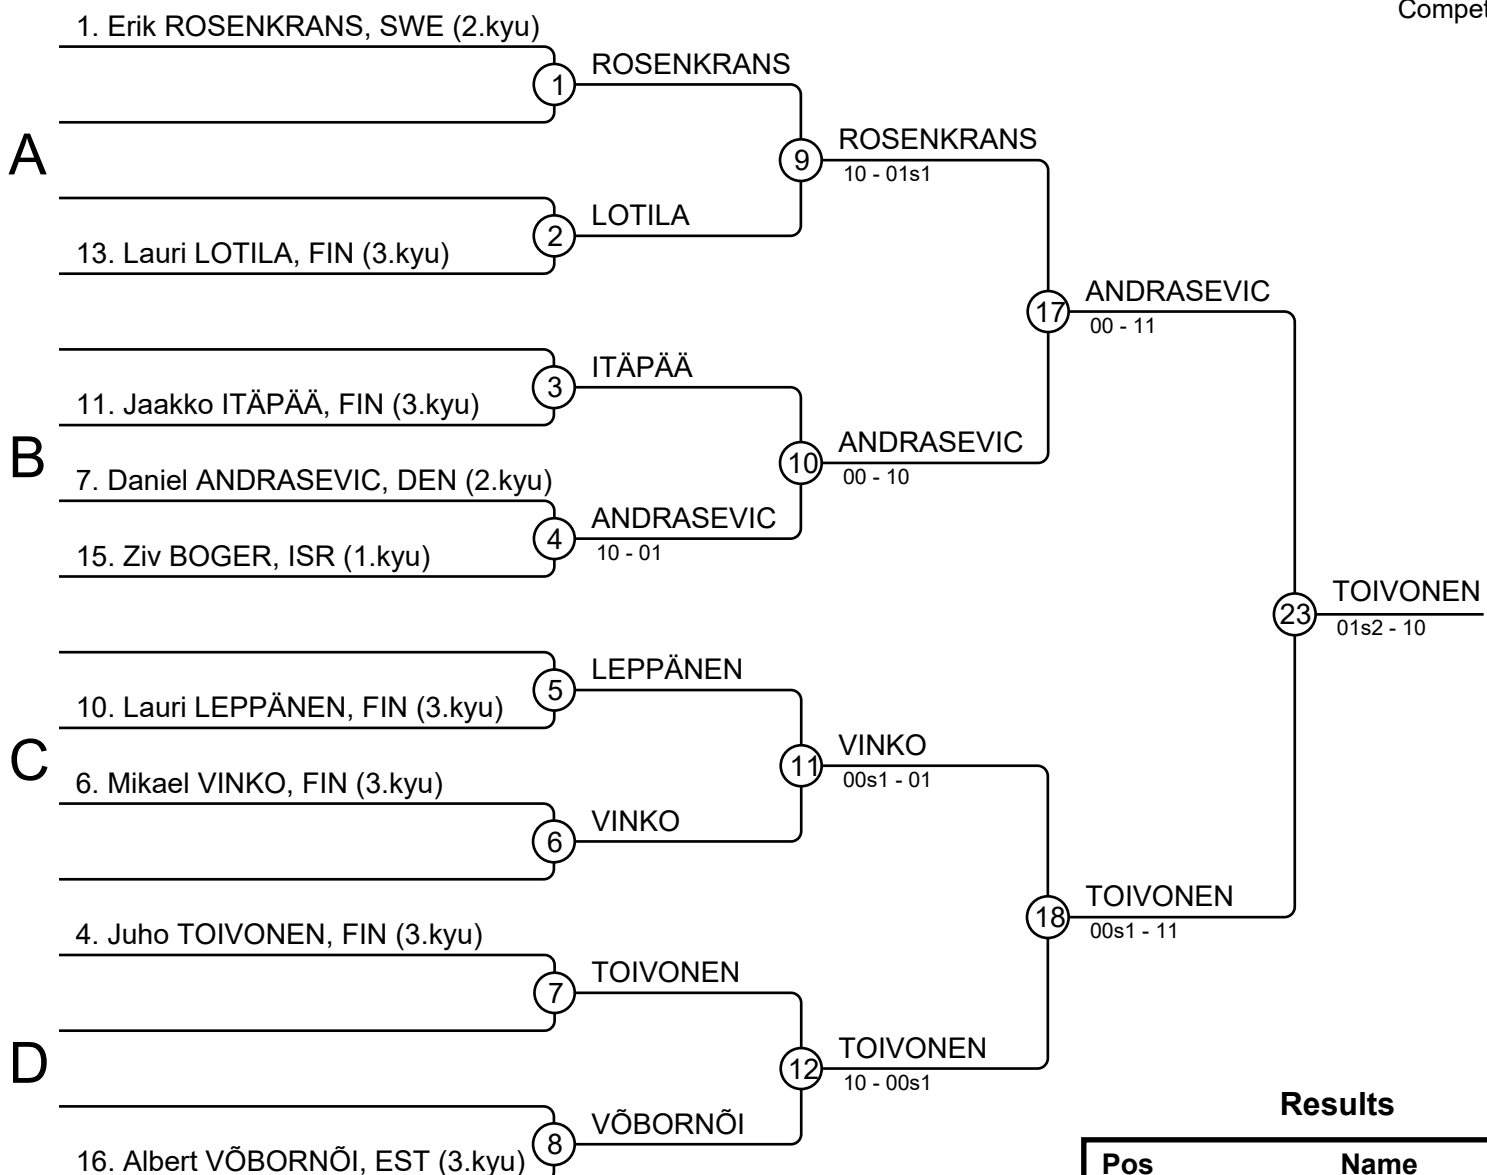 Compet
1. Erik ROSENKRANS, SWE (2.kyu)
1
ROSENKRANS
A
9
ROSENKRANS
10 - 01s1
2
LOTILA
13. Lauri LOTILA, FIN (3.kyu)
17
ANDRASEVIC
00 - 11
3
ITÄPÄÄ
11. Jaakko ITÄPÄÄ, FIN (3.kyu)
B
10
ANDRASEVIC
00 - 10
7. Daniel ANDRASEVIC, DEN (2.kyu)
4
ANDRASEVIC
10 - 01
15. Ziv BOGER, ISR (1.kyu)
23
TOIVONEN
01s2 - 10
5
LEPPÄNEN
10. Lauri LEPPÄNEN, FIN (3.kyu)
C
11
VINKO
00s1 - 01
6. Mikael VINKO, FIN (3.kyu)
6
VINKO
18
TOIVONEN
00s1 - 11
4. Juho TOIVONEN, FIN (3.kyu)
7
TOIVONEN
D
12
TOIVONEN
10 - 00s1
8
VÕBORNÕI
16. Albert VÕBORNÕI, EST (3.kyu)
Results
Pos Name